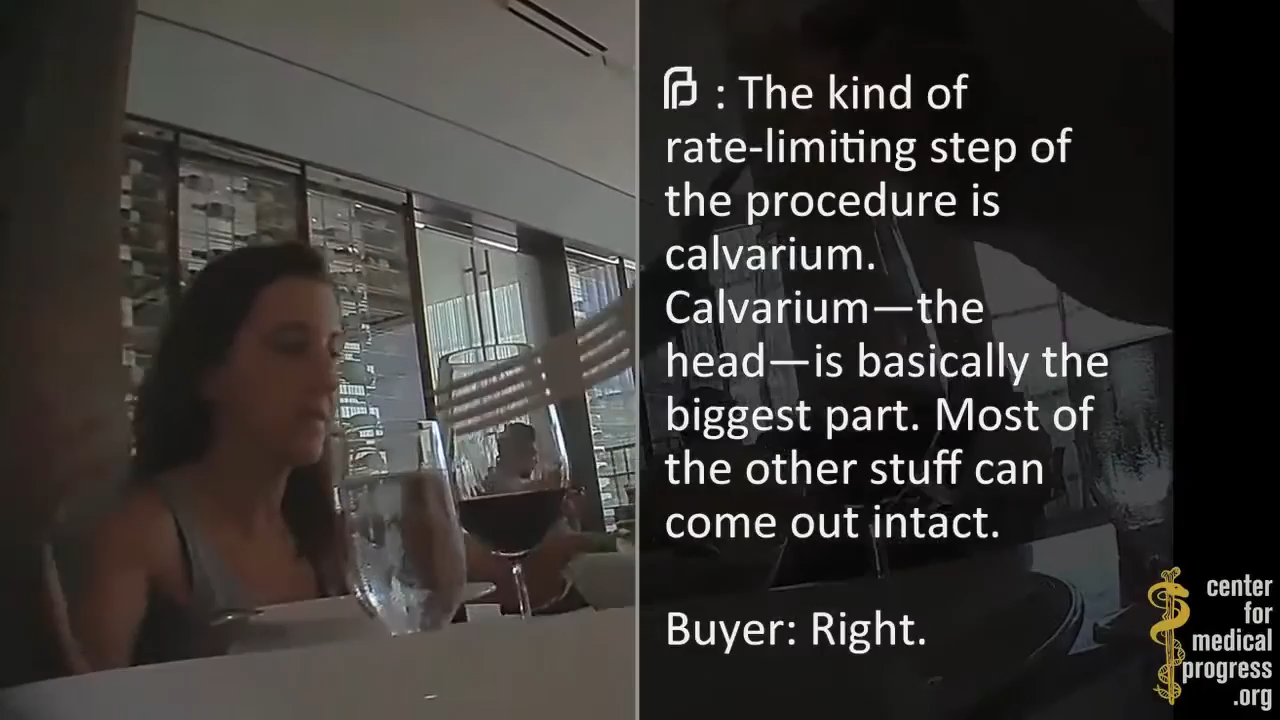 : The kind of
rate-limiting step of
the procedure is
calvarium.
Calvarium—the
head—is basically the
biggest part. Most of
the other stuff can
come out intact.
Buyer: Right.
center
for
medical
progress
.org